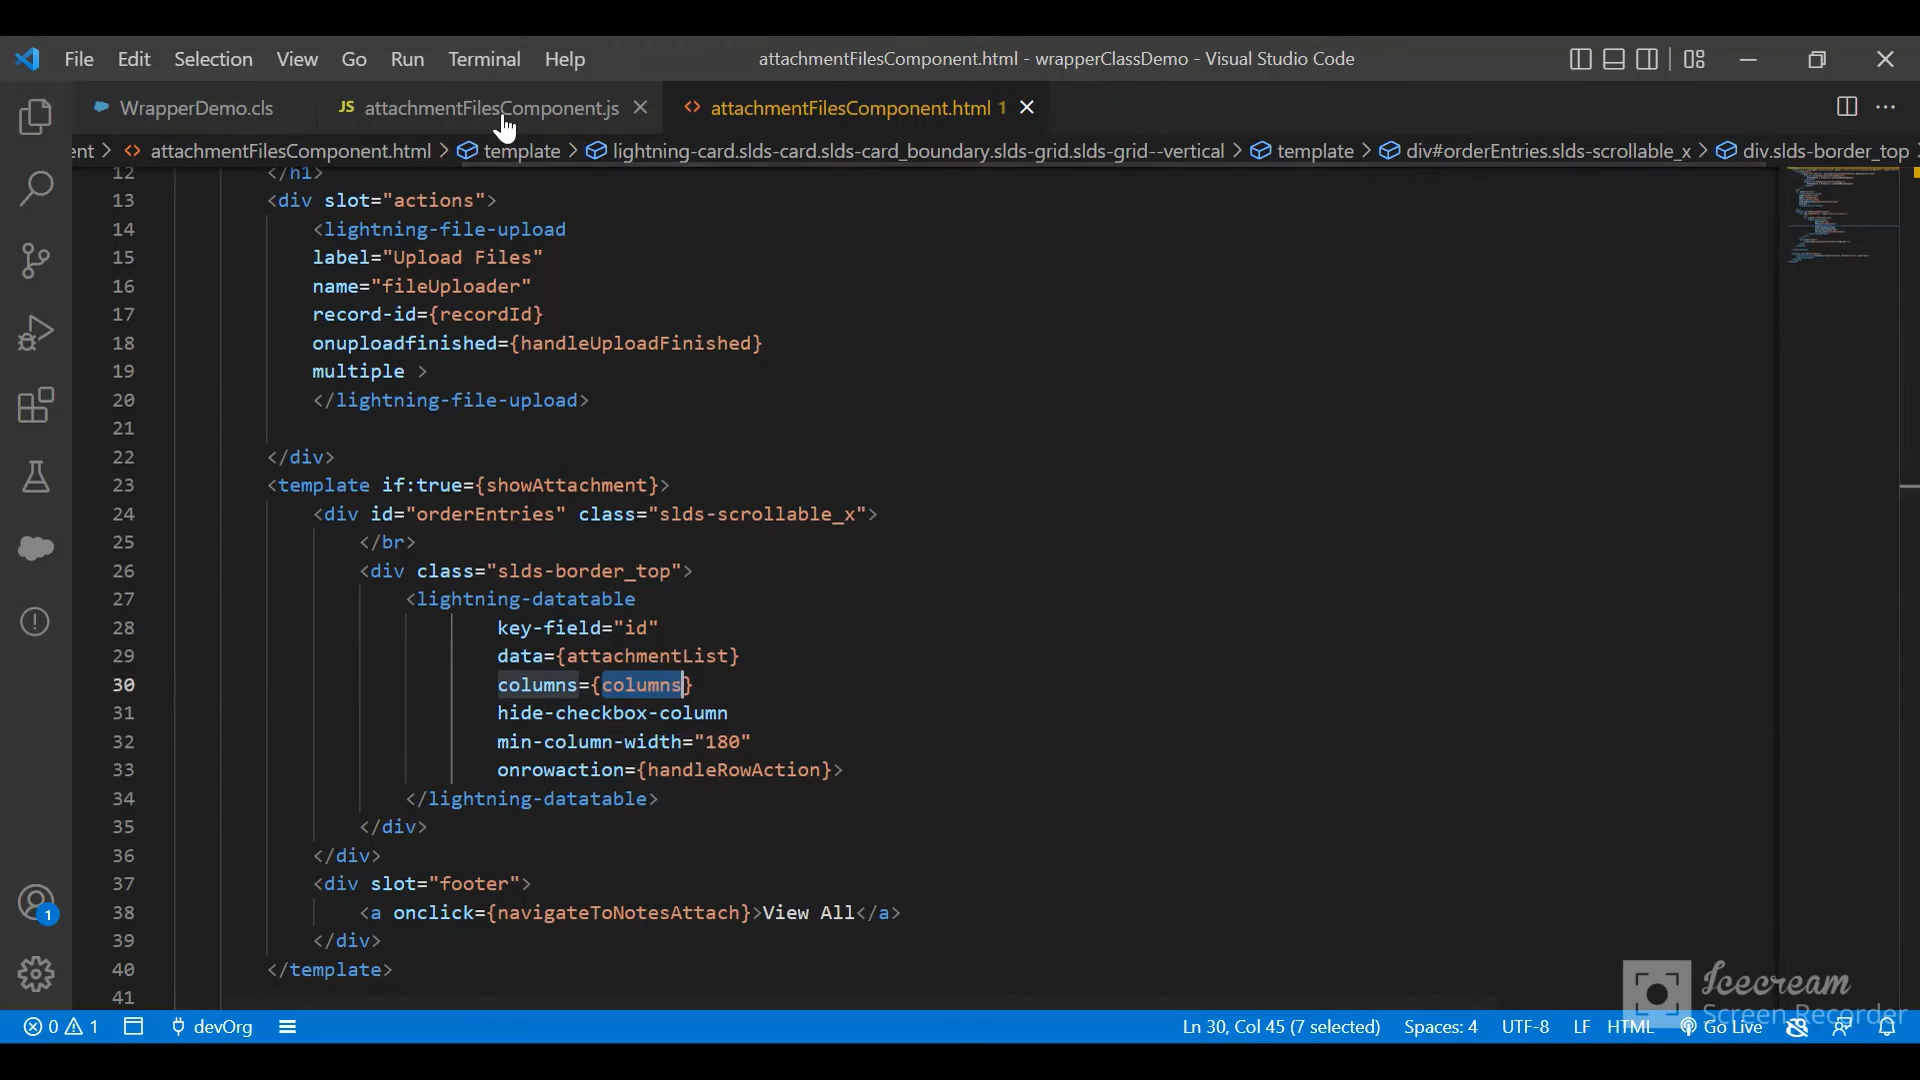 File Edit Selection View Go Run Terminal Help attachmentFilesComponent.html - wrapperClassDemo - Visual Studio Code
WrapperDemo.cls JS attachmentFilesComponent.js attachmentFilesComponent.html 1
ent > attachmentFilesComponent.html > template > lightning-card.slds-card.slds-card_boundary.slds-grid.slds-grid--vertical > template > div#orderEntries.slds-scrollable_x > div.slds-border_top
12 </h1>
13 <div slot="actions">
14 <lightning-file-upload
15 label="Upload Files"
16 name="fileUploader"
17 record-id={recordId}
18 onuploadfinished={handleUploadFinished}
19 multiple >
20 </lightning-file-upload>
21
22 </div>
23 <template if:true={showAttachment}>
24 <div id="orderEntries" class="slds-scrollable_x">
25 </br>
26 <div class="slds-border_top">
27 <lightning-datatable
28 key-field="id"
29 data={attachmentList}
30 columns={columns}
31 hide-checkbox-column
32 min-column-width="180"
33 onrowaction={handleRowAction}>
34 </lightning-datatable>
35 </div>
36 </div>
37 <div slot="footer">
38 <a onclick={navigateToNotesAttach}>View All</a>
39 </div>
40 </template>
41
Icecream
Screen Recorder
1
0 1 devOrg Ln 30, Col 45 (7 selected) Spaces: 4 UTF-8 LF HTML Go Live